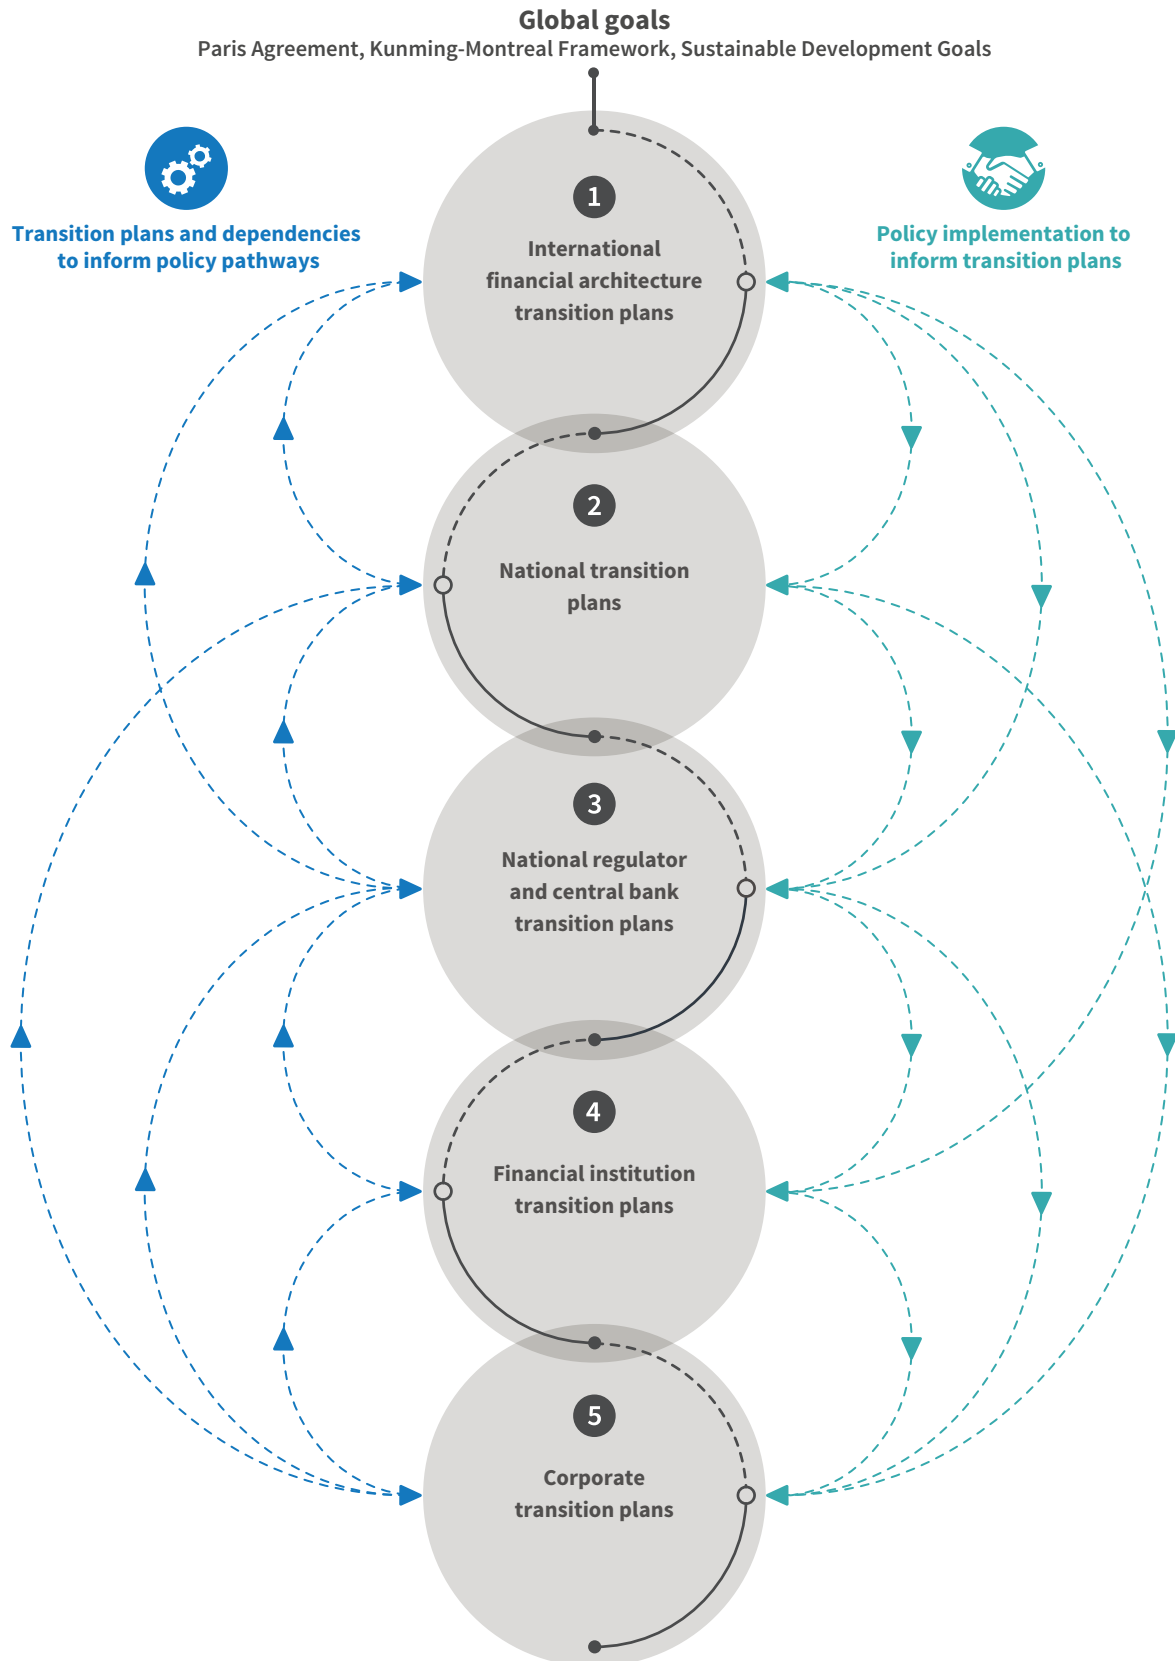 Global goals
Paris Agreement, Kunming-Montreal Framework, Sustainable Development Goals
Transition plans and dependencies
to inform policy pathways
Policy implementation to
inform transition plans
1
International
financial architecture
transition plans
2
National transition
plans
3
National regulator
and central bank
transition plans
4
Financial institution
transition plans
5
Corporate
transition plans